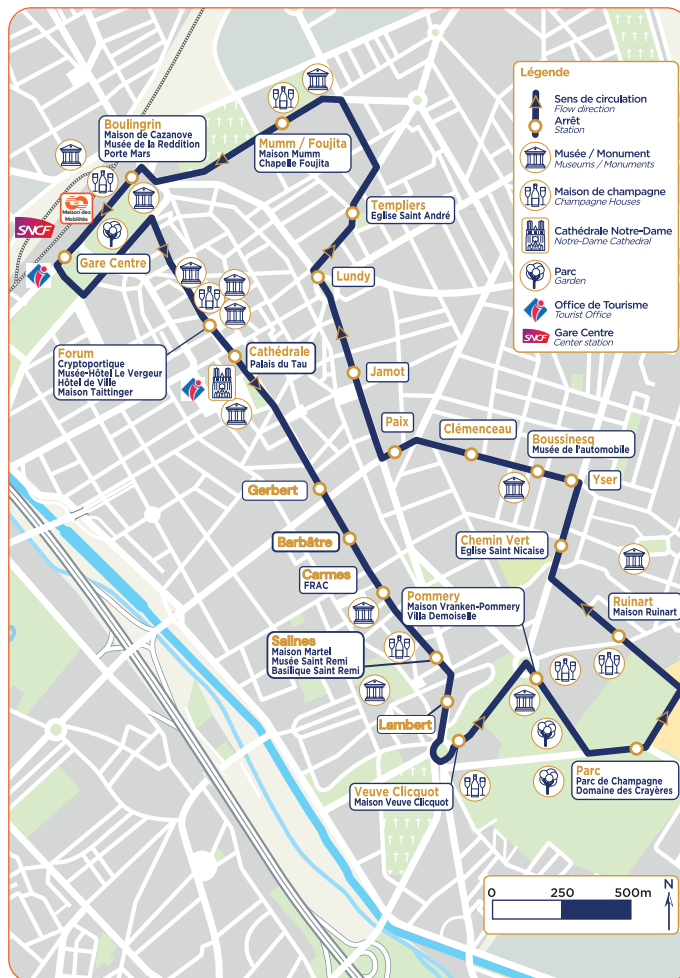 Légende
Sens de circulation
Flow direction
Arrêt
Station
Musée / Monument
Museums / Monuments
Maison de champagne
Champagne Houses
Cathédrale Notre-Dame
Notre-Dame Cathedral
Parc
Garden
Office de Tourisme
Tourist Office
SNCF
Gare Centre
Center station
Boulingrin
Maison de Cazanove
Musée de la Reddition
Porte Mars
Mumm / Foujita
Maison Mumm
Chapelle Foujita
Maison des
Mobilités
SNCF
Gare Centre
Templiers
Eglise Saint André
Lundy
Forum
Cryptoportique
Musée-Hôtel Le Vergeur
Hôtel de Ville
Maison Taittinger
Cathédrale
Palais du Tau
Jamot
Paix
Clémenceau
Boussinesq
Musée de l'automobile
Yser
Gerbert
Barbâtre
Chemin Vert
Eglise Saint Nicaise
Carmes
FRAC
Pommery
Maison Vranken-Pommery
Villa Demoiselle
Ruinart
Maison Ruinart
Salines
Maison Martel
Musée Saint Remi
Basilique Saint Remi
Lambert
Veuve Clicquot
Maison Veuve Clicquot
Parc
Parc de Champagne
Domaine des Crayères
0 250 500m
N